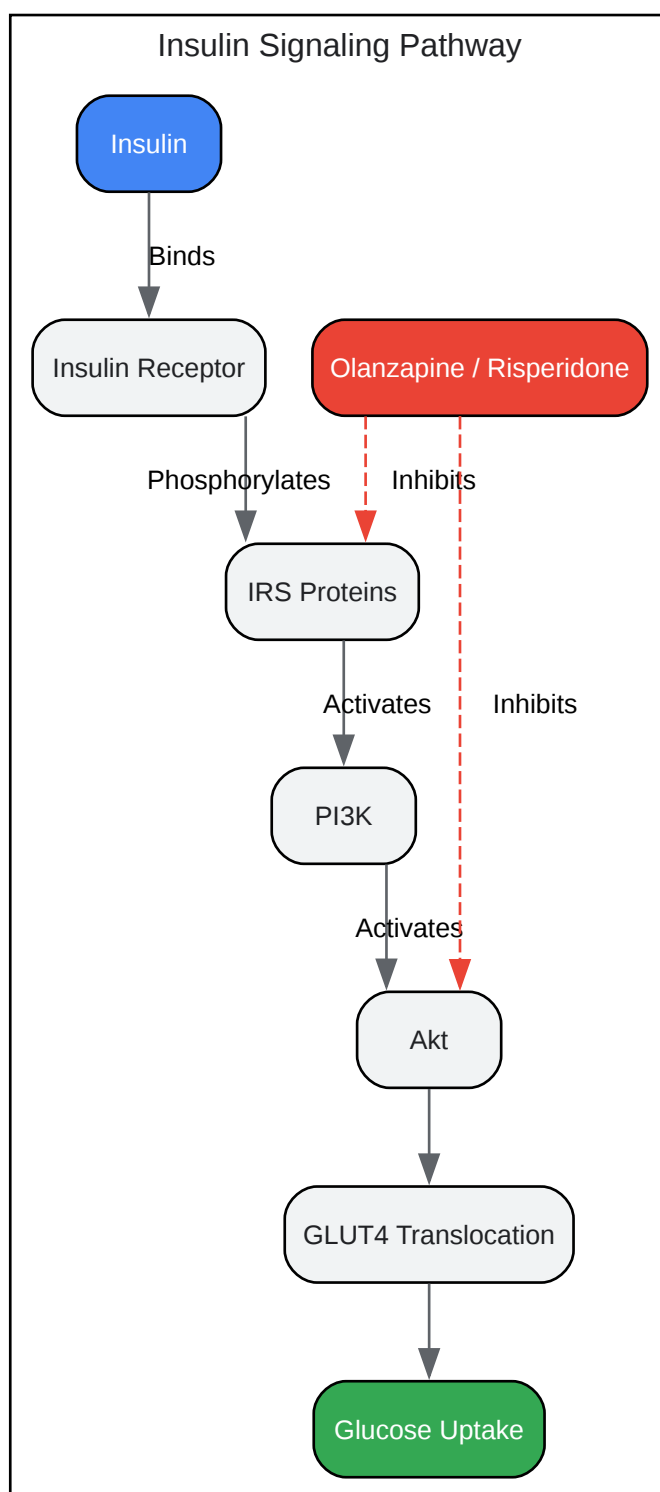 Insulin Signaling Pathway
Insulin
Binds
Insulin Receptor
Olanzapine / Risperidone
Phosphorylates
Inhibits
IRS Proteins
Activates
Inhibits
PI3K
Activates
Akt
GLUT4 Translocation
Glucose Uptake